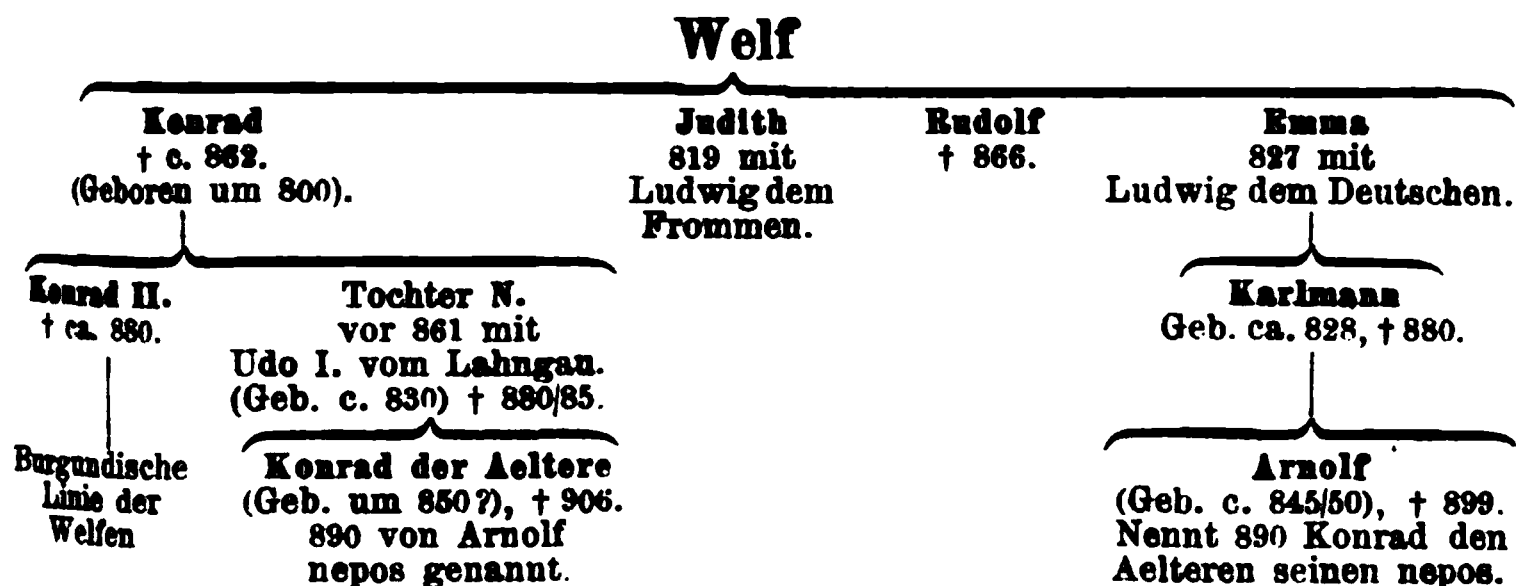 Welf
Konrad
† c. 862.
(Geboren um 800).
Judith
819 mit
Ludwig dem
Frommen.
Rudolf
† 866.
Emma
827 mit
Ludwig dem Deutschen.
Konrad II.
† ca. 880.
Tochter N.
vor 861 mit
Udo I. vom Lahngau.
(Geb. c. 830) † 880/85.
Karlmann
Geb. ca. 828, † 880.
Burgundische
Linie der
Welfen
Konrad der Aeltere
(Geb. um 850?), † 906.
890 von Arnolf
nepos genannt.
Arnolf
(Geb. c. 845/50), † 899.
Nennt 890 Konrad den
Aelteren seinen nepos.